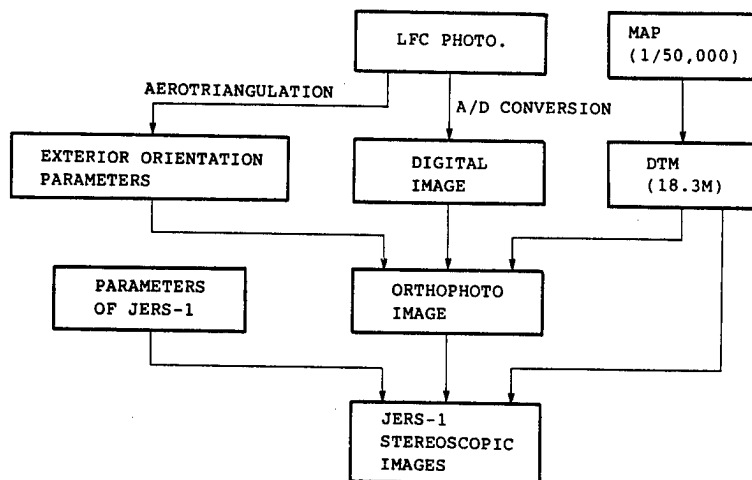 LFC PHOTO.
MAP
(1/50,000)
AEROTRIANGULATION
A/D CONVERSION
EXTERIOR ORIENTATION
PARAMETERS
DIGITAL
IMAGE
DTM
(18.3M)
PARAMETERS
OF JERS-1
ORTHOPHOTO
IMAGE
JERS-1
STEREOSCOPIC
IMAGES